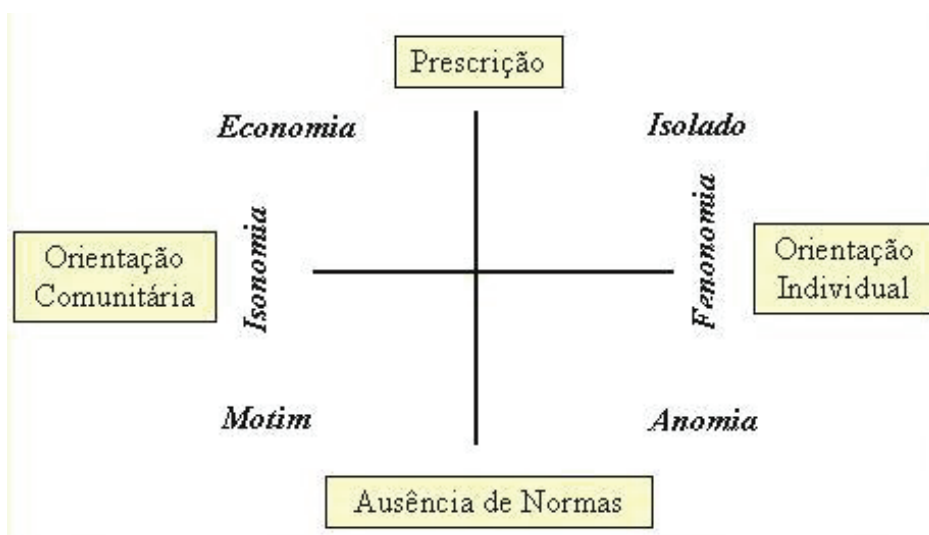 Prescrição
Economia
Isolado
Isonomia
Fenonomia
Orientação
Comunitária
Orientação
Individual
Motim
Anomia
Ausência de Normas